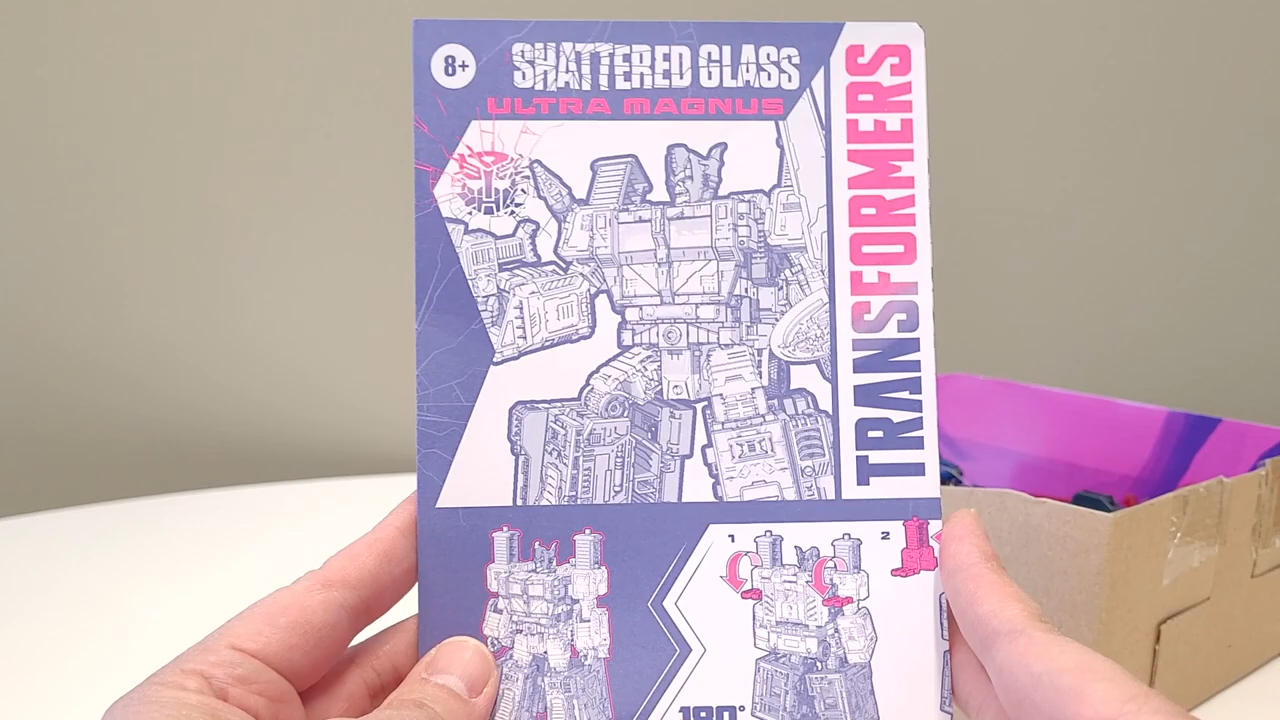 8+
SHATTERED GLASS
ULTRA MAGNUS
TRANSFORMERS
1
2
180°